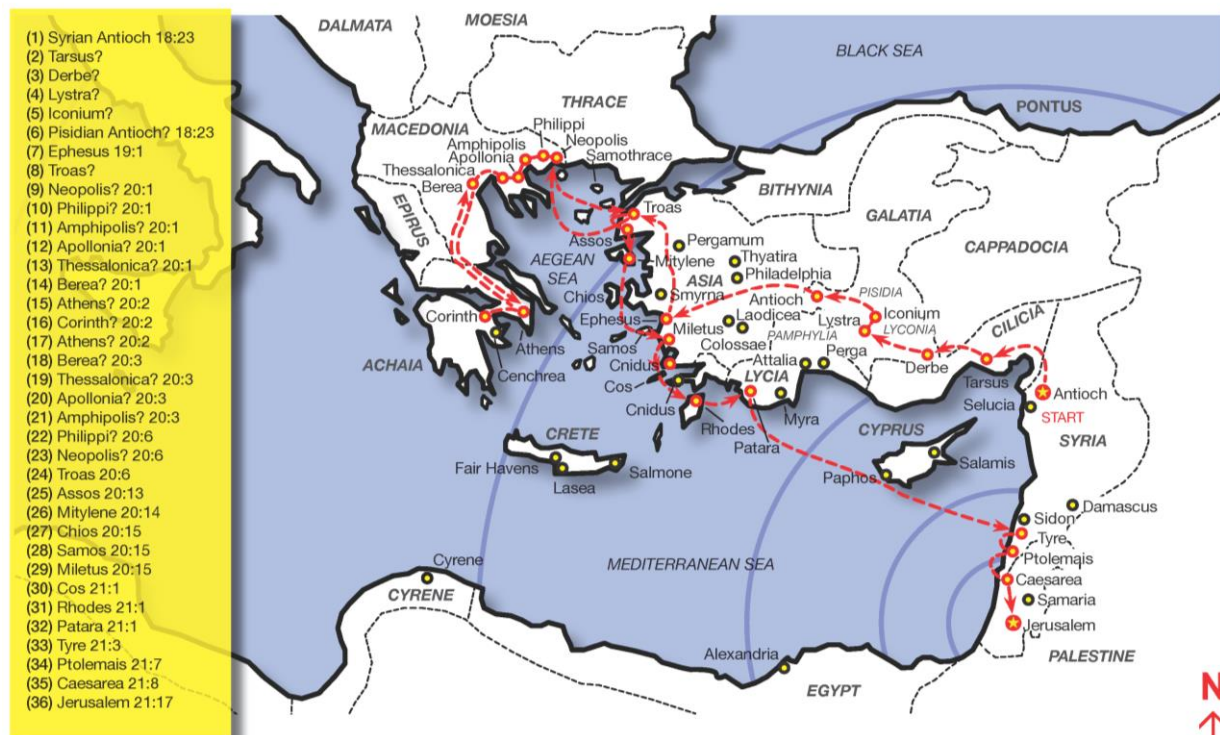 (1) Syrian Antioch 18:23
(2) Tarsus?
(3) Derbe?
(4) Lystra?
(5) Iconium?
(6) Pisidian Antioch? 18:23
(7) Ephesus 19:1
(8) Troas?
(9) Neopolis? 20:1
(10) Philippi? 20:1
(11) Amphipolis? 20:1
(12) Apollonia? 20:1
(13) Thessalonica? 20:1
(14) Berea? 20:1
(15) Athens? 20:2
(16) Corinth? 20:2
(17) Athens? 20:2
(18) Berea? 20:3
(19) Thessalonica? 20:3
(20) Apollonia? 20:3
(21) Amphipolis? 20:3
(22) Philippi? 20:6
(23) Neopolis? 20:6
(24) Troas 20:6
(25) Assos 20:13
(26) Mitylene 20:14
(27) Chios 20:15
(28) Samos 20:15
(29) Miletus 20:15
(30) Cos 21:1
(31) Rhodes 21:1
(32) Patara 21:1
(33) Tyre 21:3
(34) Ptolemais 21:7
(35) Caesarea 21:8
(36) Jerusalem 21:17
DALMATA
MOESIA
BLACK SEA
THRACE
PONTUS
MACEDONIA
Philippi
Neopolis
Amphipolis
Apollonia
Samothrace
Thessalonica
Berea
BITHYNIA
EPIRUS
Troas
GALATIA
Assos
CAPPADOCIA
AEGEAN
SEA
Pergamum
Mitylene
Thyatira
ASIA
Philadelphia
Chios
Smyrna
Antioch
PISIDIA
Ephesus
Laodicea
Iconium
Corinth
Miletus
Lystra
LYCONIA
CILICIA
Athens
Samos
Colossae
PAMPHYLIA
Perga
ACHAIA
Cenchrea
Cnidus
Attalia
Derbe
Tarsus
Cos
LYCIA
Antioch
Cnidus
Myra
Selucia
START
Rhodes
CYPRUS
CRETE
Patara
SYRIA
Fair Havens
Salmone
Salamis
Lasea
Paphos
Damascus
Sidon
Tyre
Ptolemais
Cyrene
MEDITERRANEAN SEA
Caesarea
CYRENE
Samaria
Jerusalem
Alexandria
PALESTINE
EGYPT
N